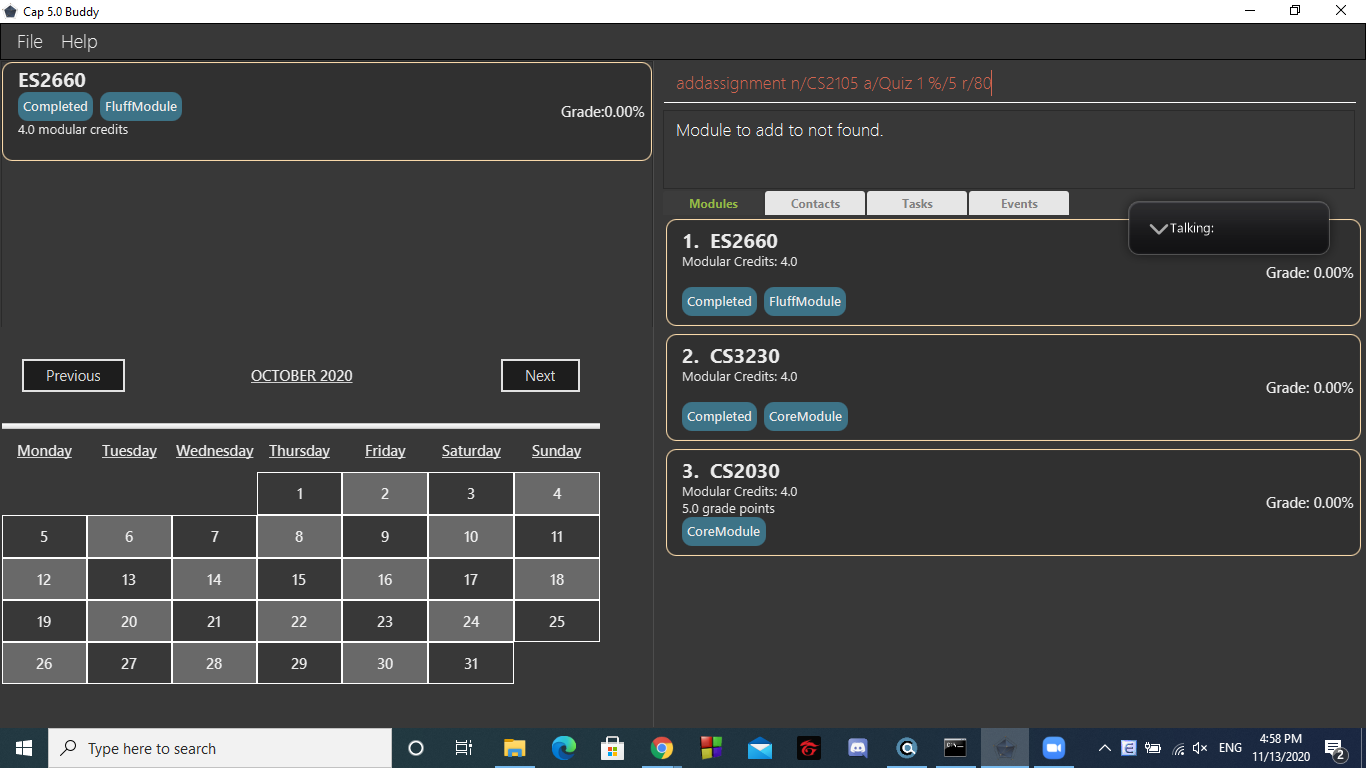 Cap 5.0 Buddy
File Help
ES2660
Completed FluffModule
Grade:0.00%
4.0 modular credits
Previous OCTOBER 2020 Next
Monday Tuesday Wednesday Thursday Friday Saturday Sunday
1 2 3 4
5 6 7 8 9 10 11
12 13 14 15 16 17 18
19 20 21 22 23 24 25
26 27 28 29 30 31
addassignment n/CS2105 a/Quiz 1 %/5 r/80
Module to add to not found.
Modules Contacts Tasks Events
Talking:
1. ES2660
Modular Credits: 4.0
Grade: 0.00%
Completed FluffModule
2. CS3230
Modular Credits: 4.0
Grade: 0.00%
Completed CoreModule
3. CS2030
Modular Credits: 4.0
Grade: 0.00%
5.0 grade points
CoreModule
Type here to search
ENG
4:58 PM
11/13/2020
2